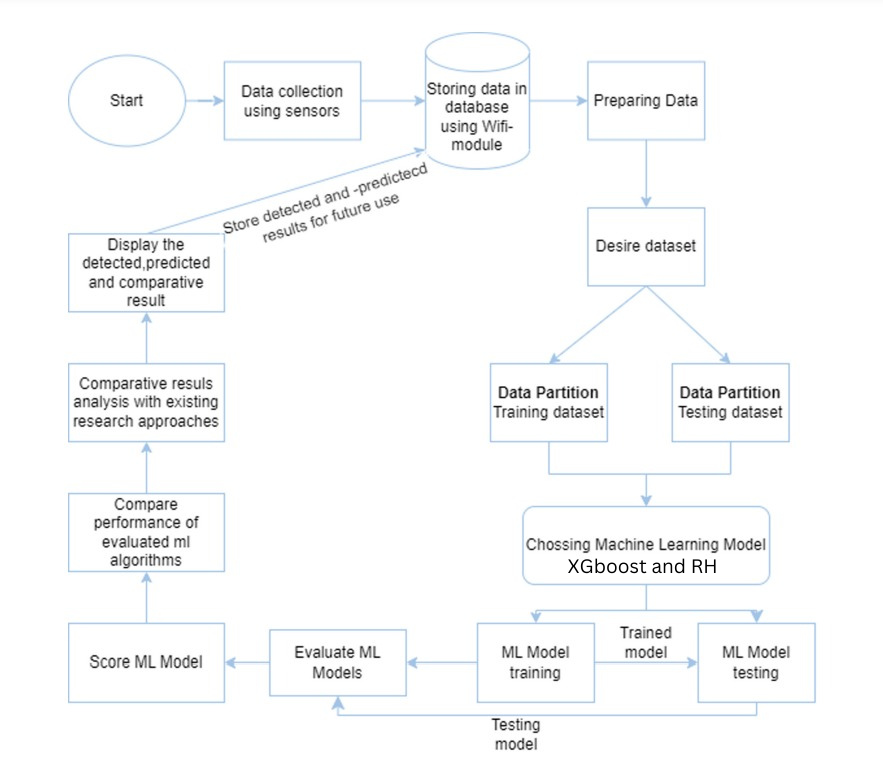 Start
Data collection
using sensors
Storing data in
database
using Wifi-
module
Preparing Data
Store detected and -predictecd
results for future use
Desire dataset
Display the
detected,predicted
and comparative
result
Data Partition
Training dataset
Data Partition
Testing dataset
Comparative resuls
analysis with existing
research approaches
Chossing Machine Learning Model
XGboost and RH
Compare
performance of
evaluated ml
algorithms
Score ML Model
Evaluate ML
Models
ML Model
training
Trained
model
ML Model
testing
Testing
model